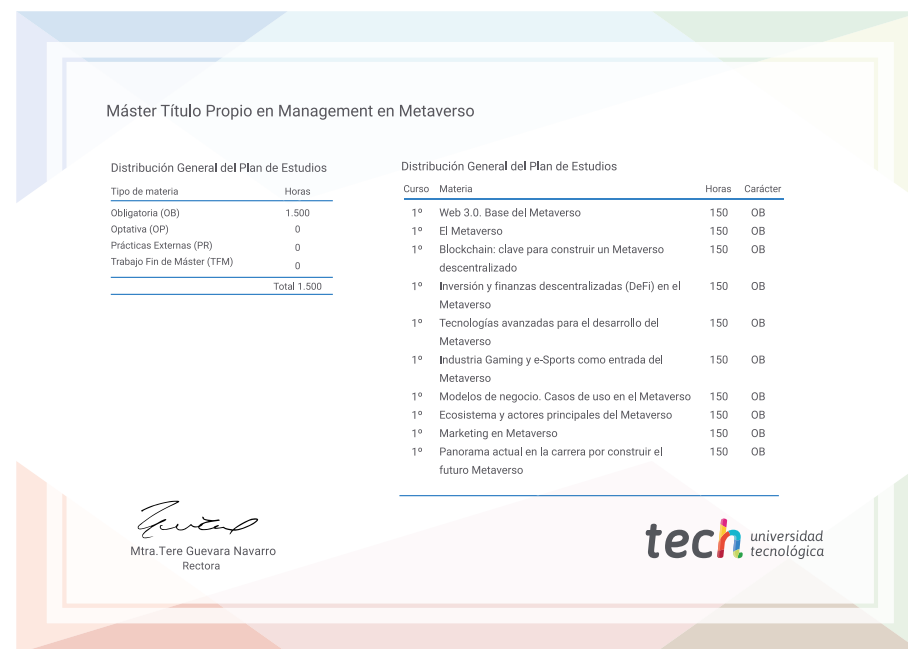 Máster Título Propio en Management en Metaverso
Distribución General del Plan de Estudios
Tipo de materia Horas
Obligatoria (OB) 1.500
Optativa (OP) 0
Prácticas Externas (PR) 0
Trabajo Fin de Máster (TFM) 0
Total 1.500
Distribución General del Plan de Estudios
Curso Materia Horas Carácter
1º Web 3.0. Base del Metaverso 150 OB
1º El Metaverso 150 OB
1º Blockchain: clave para construir un Metaverso 150 OB
descentralizado
1º Inversión y finanzas descentralizadas (DeFi) en el 150 OB
Metaverso
1º Tecnologías avanzadas para el desarrollo del 150 OB
Metaverso
1º Industria Gaming y e-Sports como entrada del 150 OB
Metaverso
1º Modelos de negocio. Casos de uso en el Metaverso 150 OB
1º Ecosistema y actores principales del Metaverso 150 OB
1º Marketing en Metaverso 150 OB
1º Panorama actual en la carrera por construir el 150 OB
futuro Metaverso
Mtra.Tere Guevara Navarro
Rectora
tech universidad
tecnológica